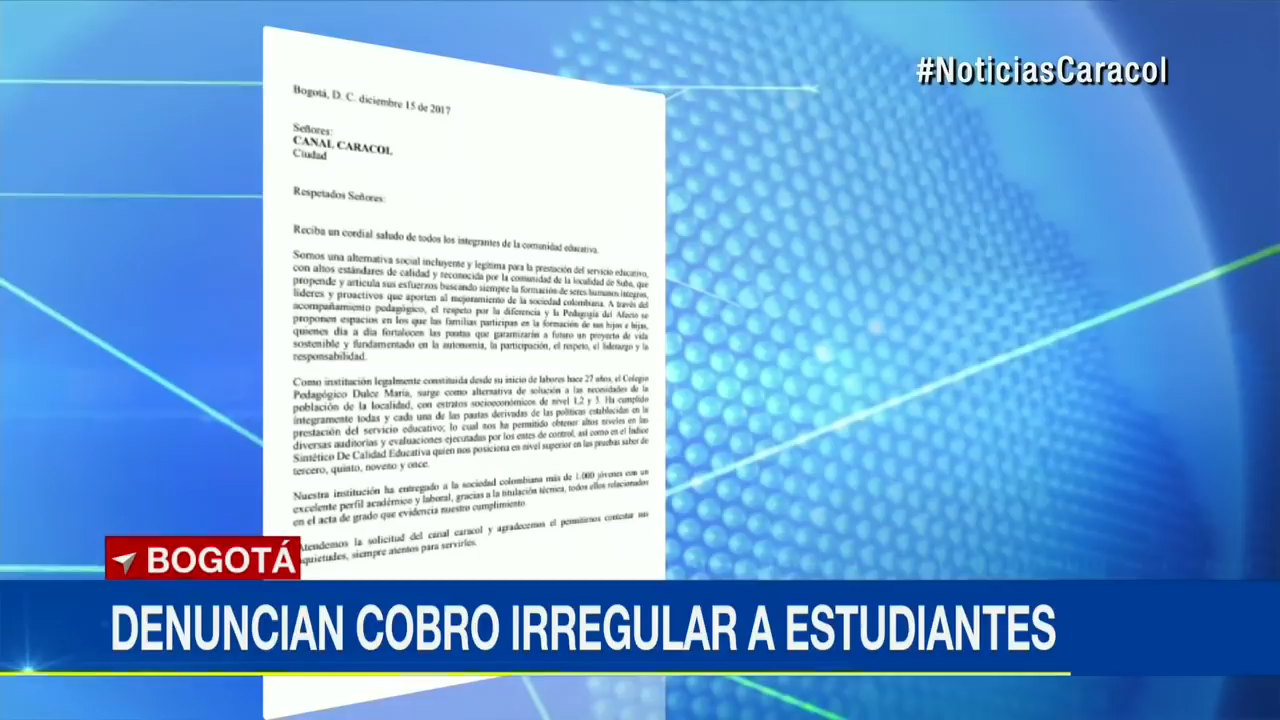 #NoticiasCaracol
Bogotá, D. C. diciembre 15 de 2017
Señores:
CANAL CARACOL
Ciudad
Respetados Señores:
Reciba un cordial saludo de todos los integrantes de la comunidad educativa.
Somos una alternativa social incluyente y legítima para la prestación del servicio educativo,
con altos estándares de calidad y reconocida por la comunidad de la localidad de Suba, que
propende y articula sus esfuerzos buscando siempre la formación de seres humanos íntegros,
líderes y proactivos que aporten al mejoramiento de la sociedad colombiana. A través del
acompañamiento pedagógico, el respeto por la diferencia y la Pedagogía del Afecto se
proponen espacios en los que las familias participan en la formación de sus hijos e hijas,
quienes día a día fortalecen las pautas que garantizarán a futuro un proyecto de vida
sostenible y fundamentado en la autonomía, la participación, el respeto, el liderazgo y la
responsabilidad.
Como institución legalmente constituida desde su inicio de labores hace 27 años, el Colegio
Pedagógico Dulce María, surge como alternativa de solución a las necesidades de la
población de la localidad, con estratos socioeconómicos de nivel 1,2 y 3. Ha cumplido
íntegramente todas y cada una de las pautas derivadas de las políticas establecidas en la
prestación del servicio educativo; lo cual nos ha permitido obtener altos niveles en las
diversas auditorías y evaluaciones ejecutadas por los entes de control, así como en el Índice
Sintético De Calidad Educativa quien nos posiciona en nivel superior en las pruebas saber de
tercero, quinto, noveno y once.
Nuestra institución ha entregado a la sociedad colombiana más de 1.000 jóvenes con un
excelente perfil académico y laboral, gracias a la titulación técnica, todos ellos relacionados
en el acta de grado que evidencia nuestro cumplimiento.
Atendemos la solicitud del canal caracol y agradecemos el permitirnos contestar sus
quietudes, siempre atentos para servirles.
BOGOTÁ
DENUNCIAN COBRO IRREGULAR A ESTUDIANTES